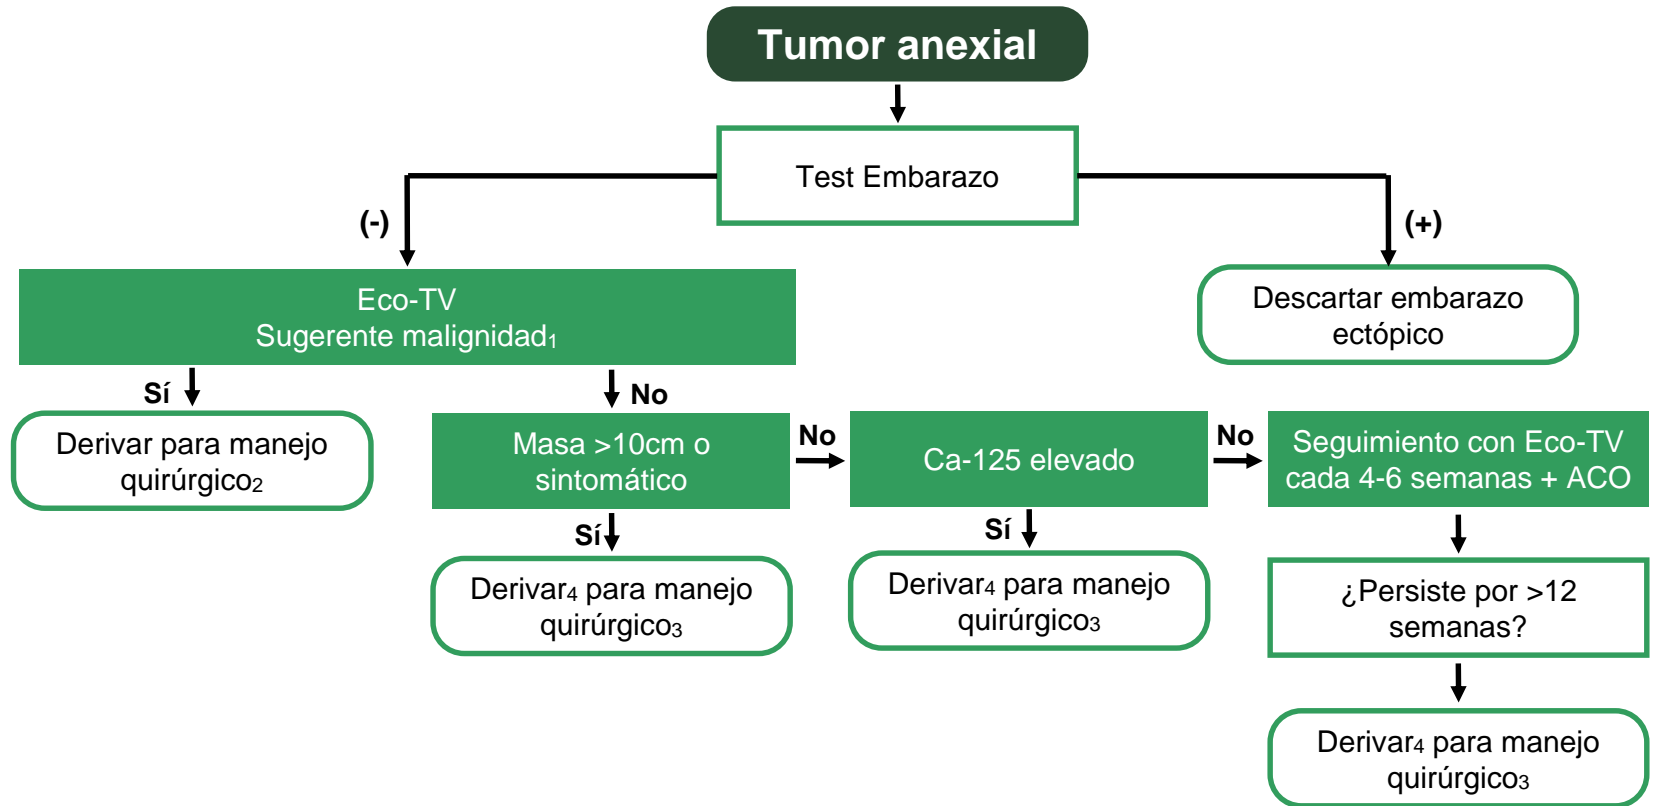 Tumor anexial
Test Embarazo
(-)
(+)
Eco-TV
Sugerente malignidad₁
Descartar embarazo
ectópico
Sí
No
Derivar para manejo
quirúrgico₂
Masa >10cm o
sintomático
No
Ca-125 elevado
No
Seguimiento con Eco-TV
cada 4-6 semanas + ACO
Sí
Sí
Derivar₄ para manejo
quirúrgico₃
Derivar₄ para manejo
quirúrgico₃
¿Persiste por >12
semanas?
Derivar₄ para manejo
quirúrgico₃